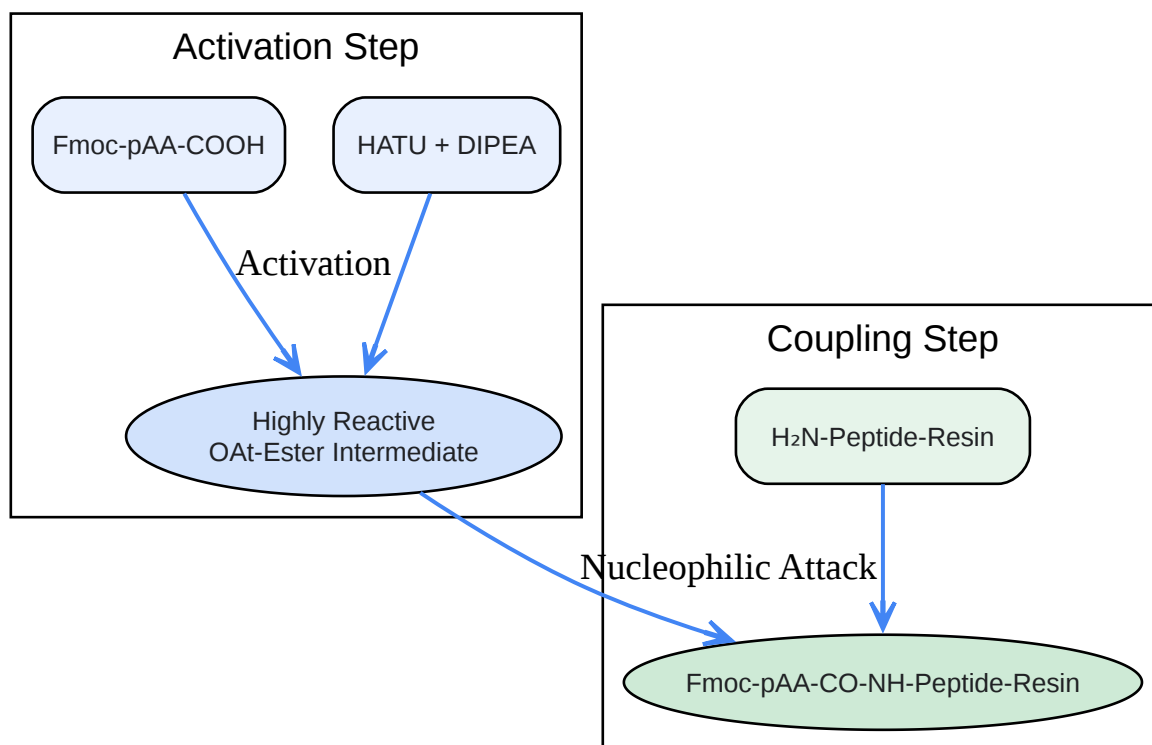 Activation Step
Fmoc-pAA-COOH
HATU + DIPEA
Activation
Highly Reactive
OAt-Ester Intermediate
Coupling Step
H₂N-Peptide-Resin
Nucleophilic Attack
Fmoc-pAA-CO-NH-Peptide-Resin